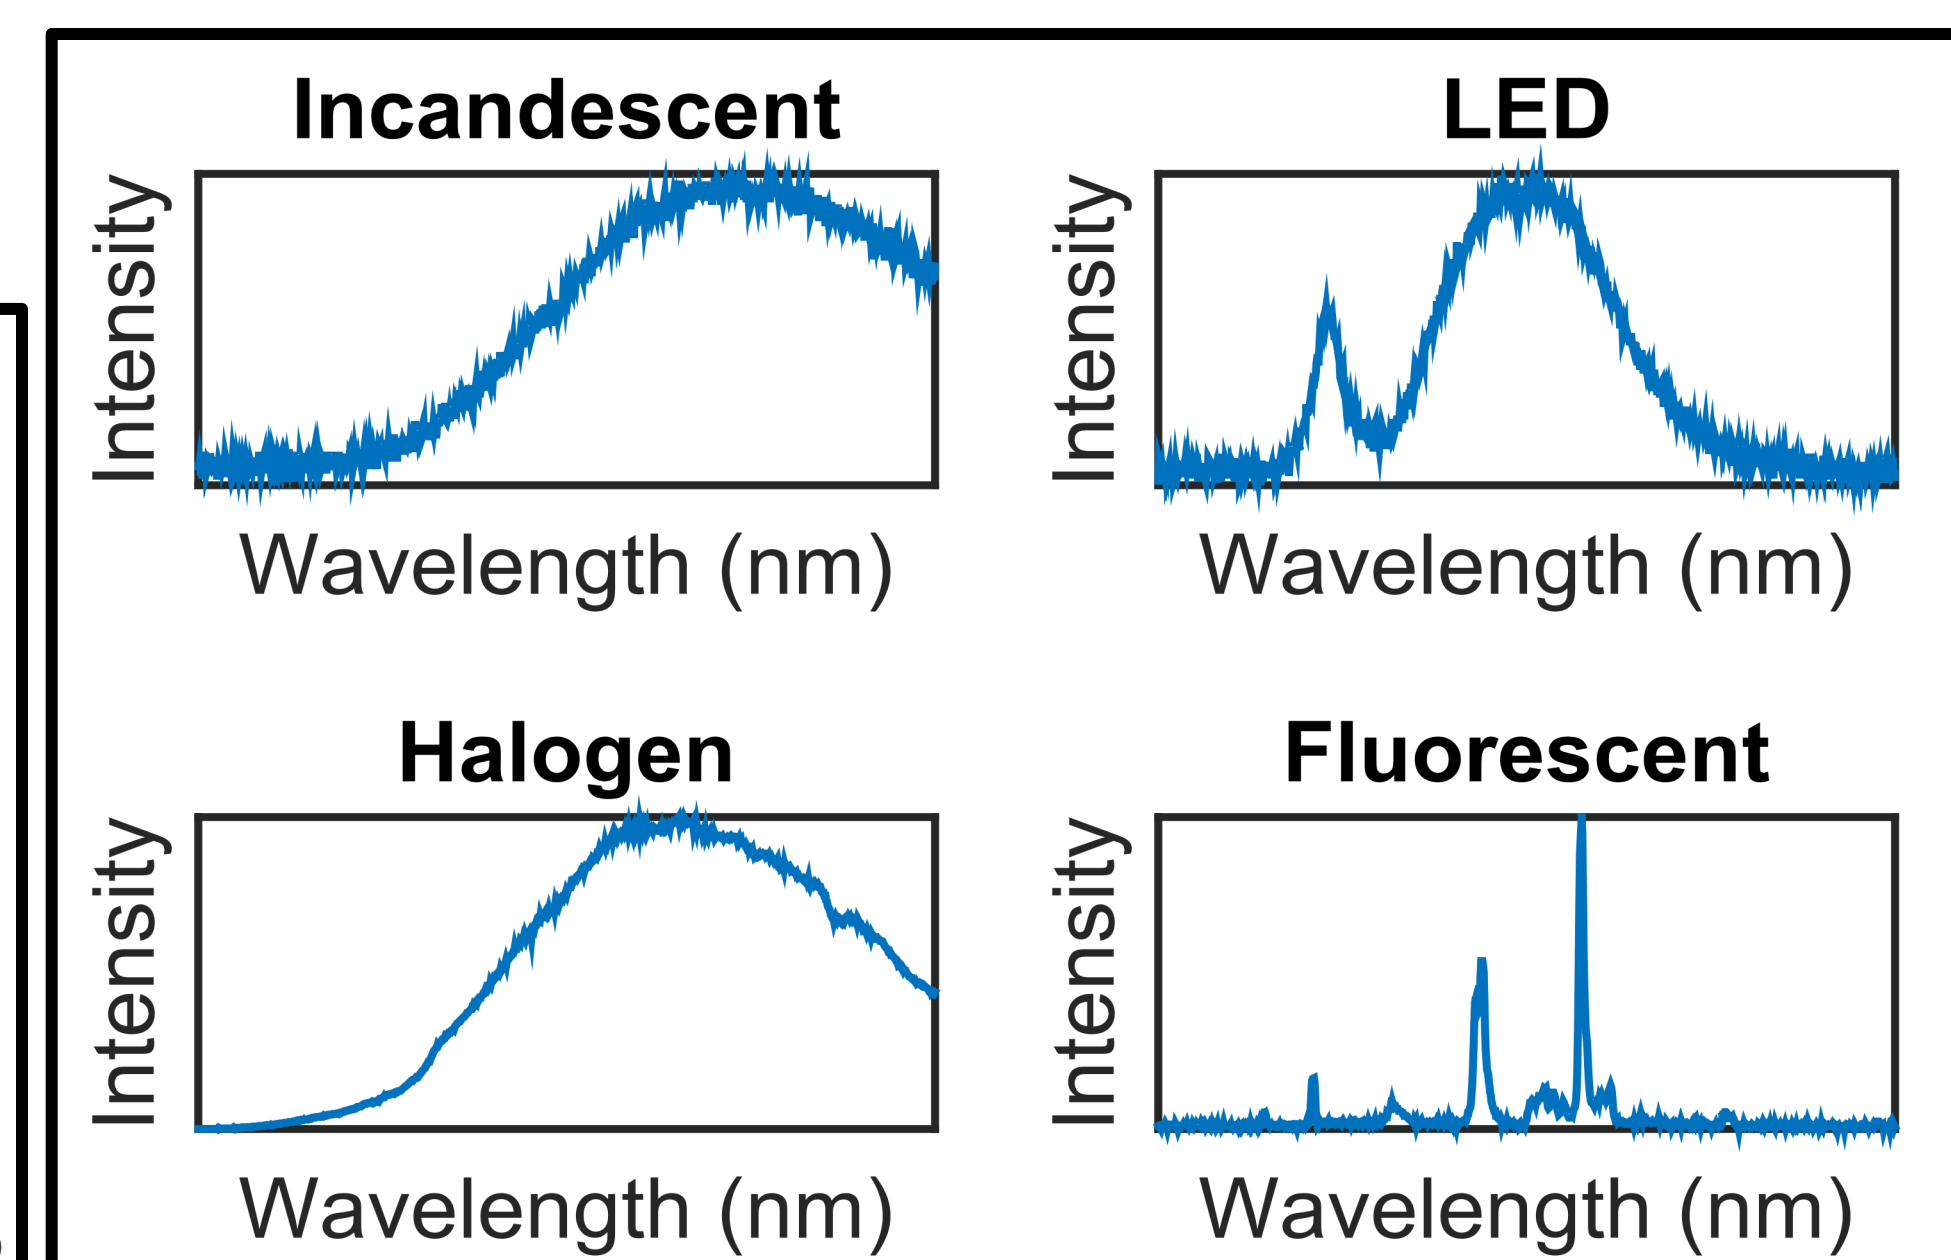 Incandescent
Intensity
Wavelength (nm)
LED
Intensity
Wavelength (nm)
Halogen
Intensity
Wavelength (nm)
Fluorescent
Intensity
Wavelength (nm)